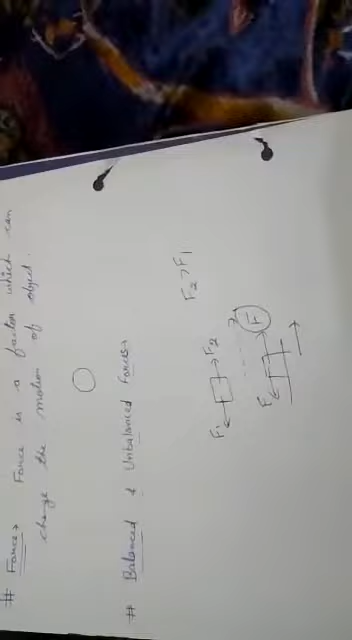 # Force → Force is a factor which can
change the motion of object.
# Balanced & Unbalanced Forces →
F₂ > F₁
F₁ F₂
F F